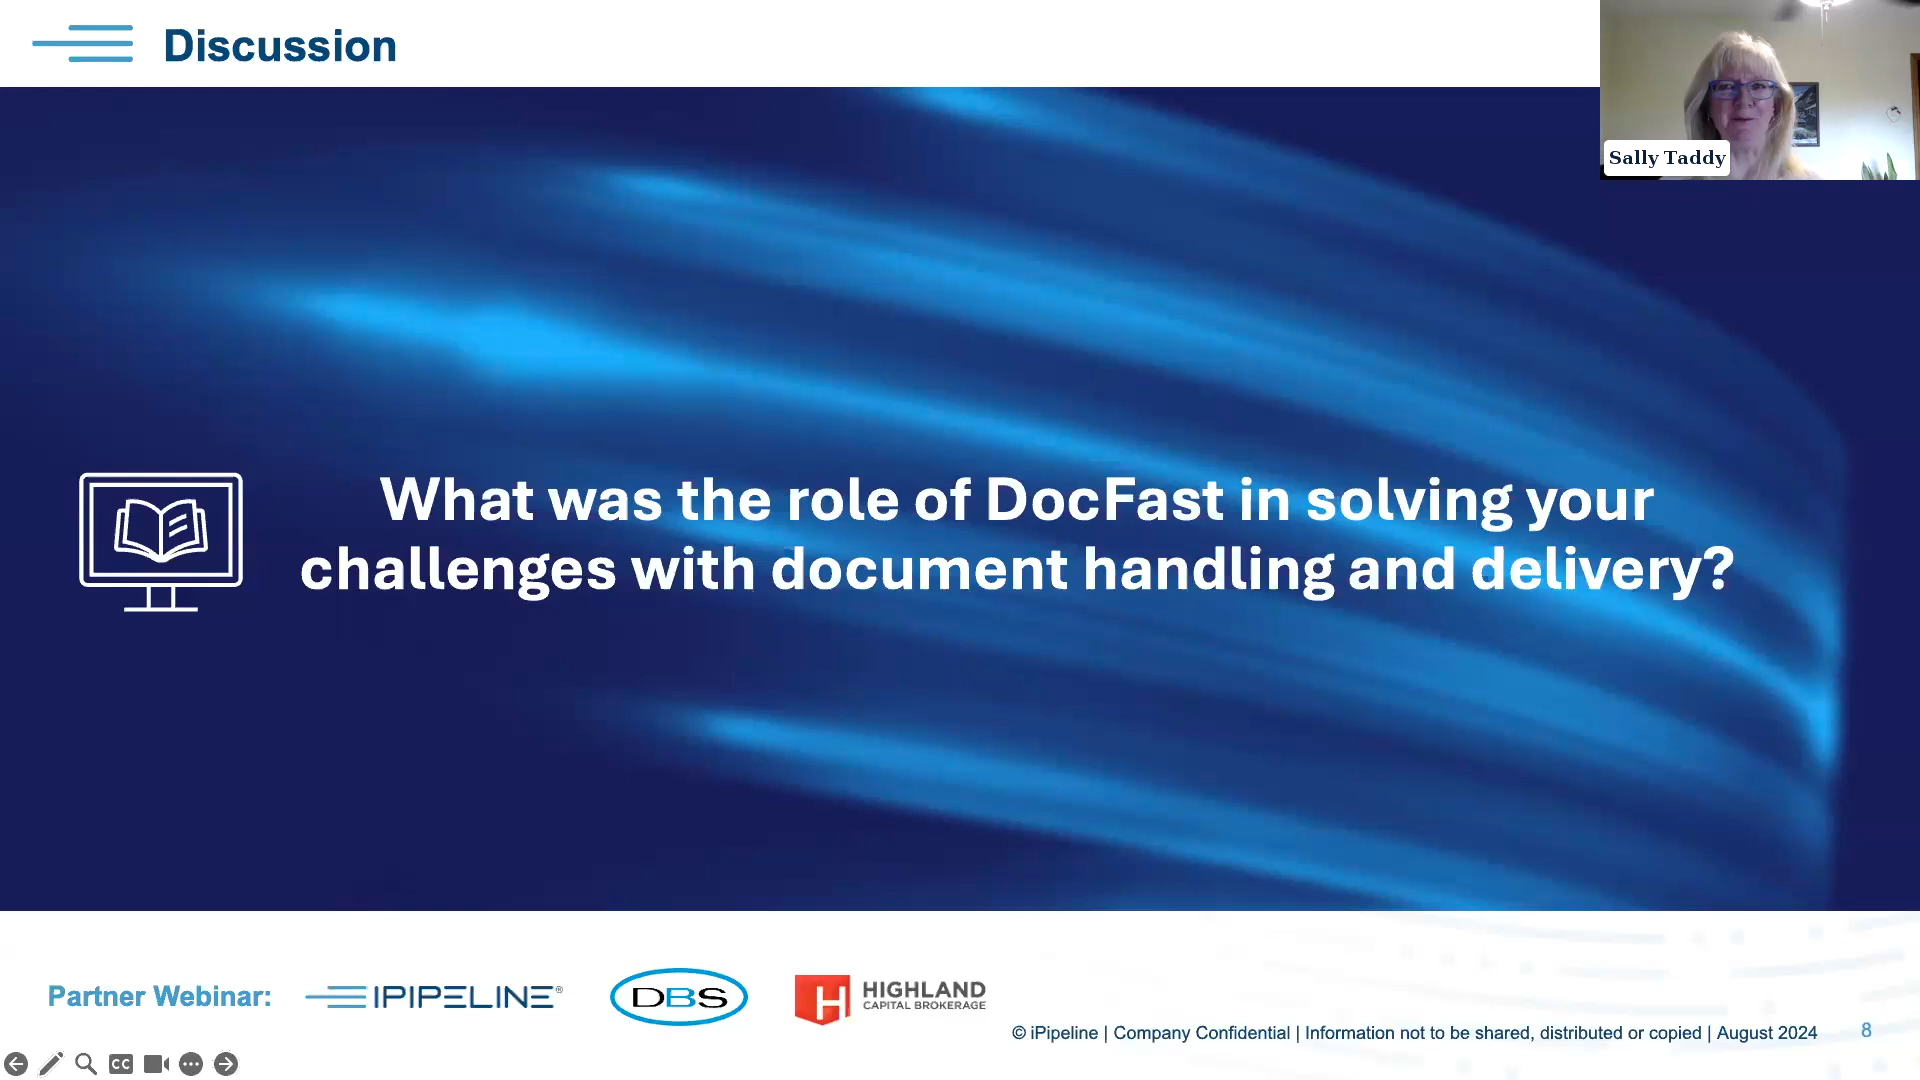 Discussion
Sally Taddy
What was the role of DocFast in solving your
challenges with document handling and delivery?
Partner Webinar:
IPIPELINE®
DBS
H HIGHLAND
CAPITAL BROKERAGE
© iPipeline | Company Confidential | Information not to be shared, distributed or copied | August 2024
8
CC